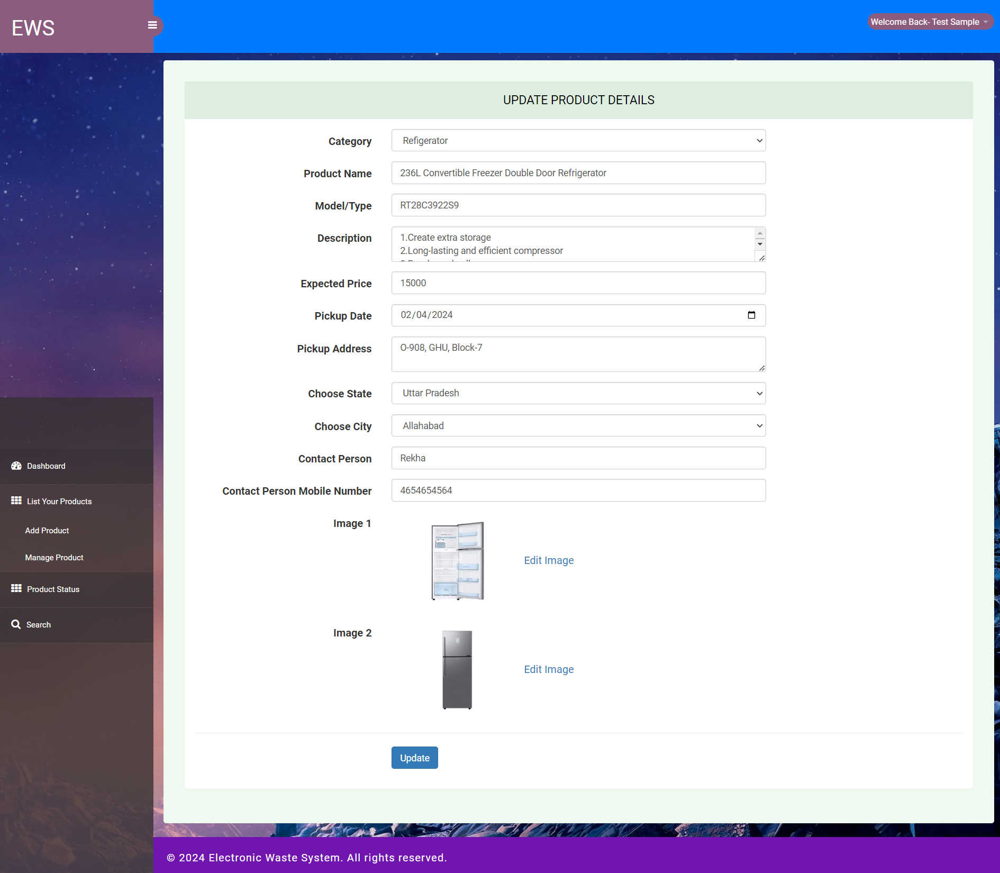 EWS
Welcome Back- Test Sample
UPDATE PRODUCT DETAILS
Category
Refigerator
Product Name
236L Convertible Freezer Double Door Refrigerator
Model/Type
RT28C3922S9
Description
1.Create extra storage
2.Long-lasting and efficient compressor
Expected Price
15000
Pickup Date
02/04/2024
Pickup Address
O-908, GHU, Block-7
Choose State
Uttar Pradesh
Choose City
Allahabad
Contact Person
Rekha
Contact Person Mobile Number
4654654564
Image 1
Edit Image
Image 2
Edit Image
Update
Dashboard
List Your Products
Add Product
Manage Product
Product Status
Search
© 2024 Electronic Waste System. All rights reserved.